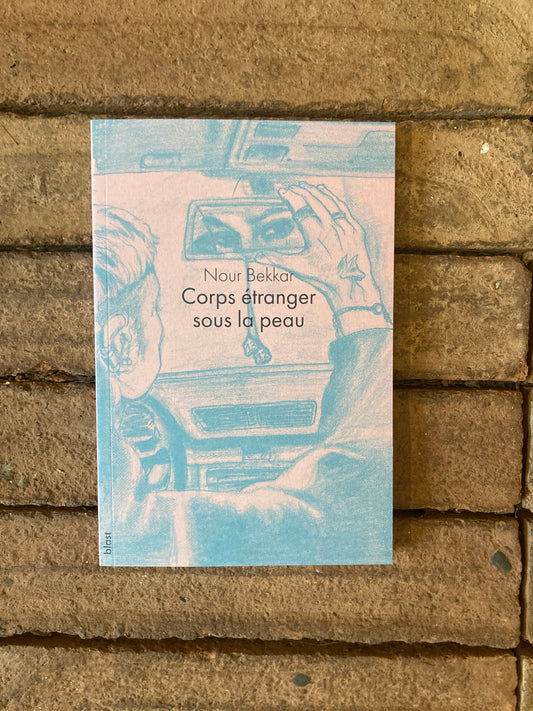 Nour Bekkar
Corps étranger
sous la peau
blast